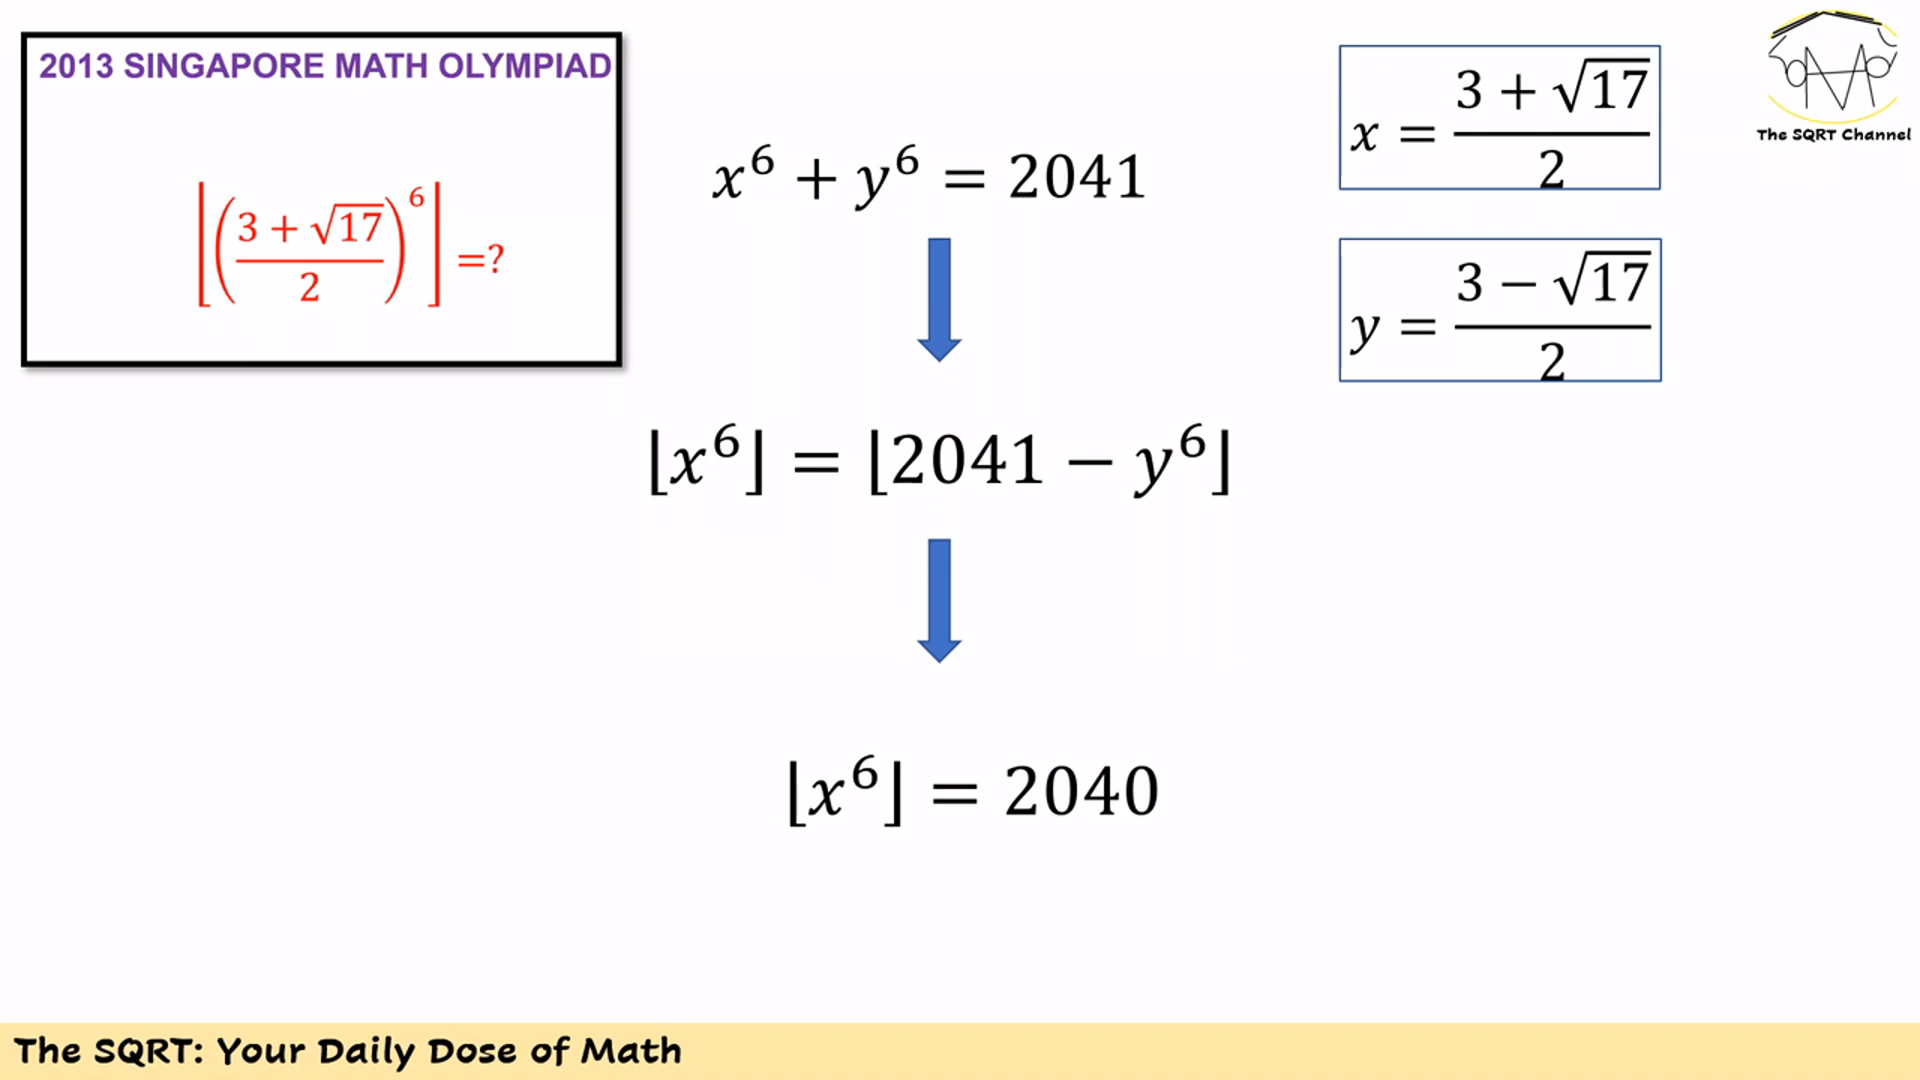 2013 SINGAPORE MATH OLYMPIAD
⌊((3 + √17)/2)^6⌋ =?
x^6 + y^6 = 2041
⌊x^6⌋ = ⌊2041 − y^6⌋
⌊x^6⌋ = 2040
x = (3 + √17)/2
y = (3 − √17)/2
The SQRT Channel
The SQRT: Your Daily Dose of Math